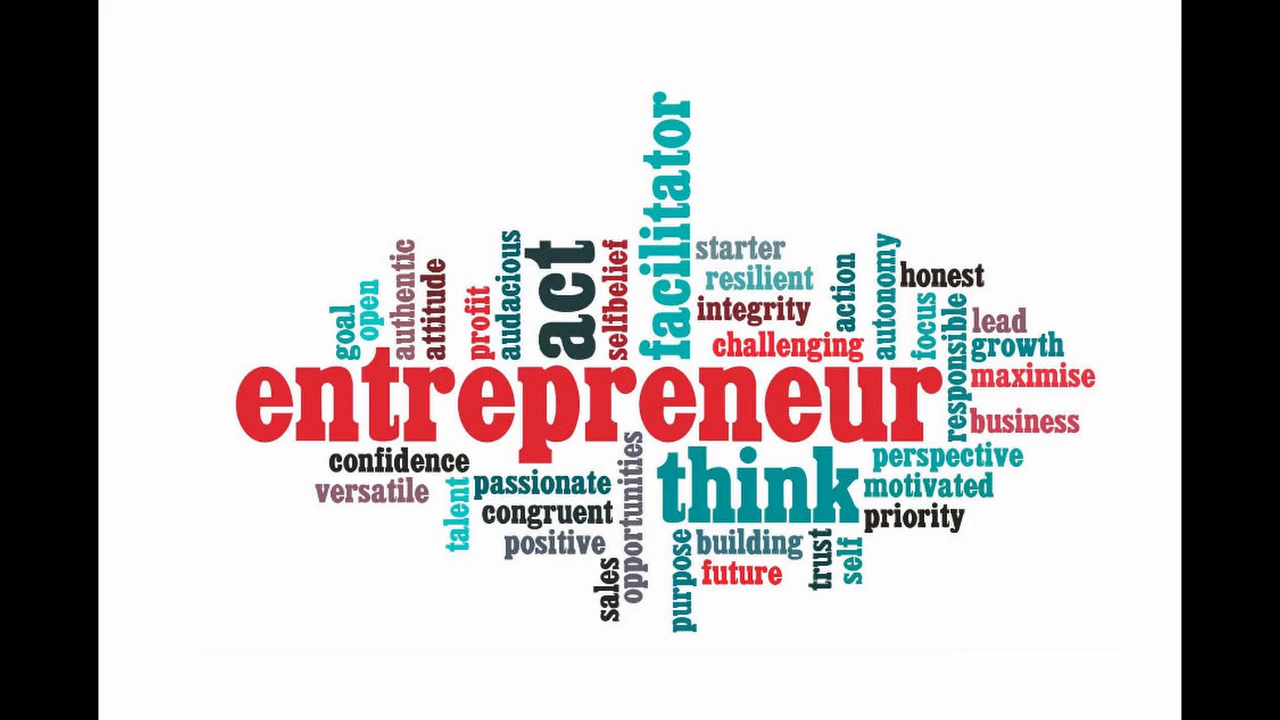 facilitator
starter
resilient
integrity
challenging
action
autonomy
honest
focus
responsible
lead
growth
maximise
business
goal
open
authentic
attitude
profit
audacious
act
selfbelief
entrepreneur
confidence
versatile
talent
passionate
congruent
positive
sales
opportunities
think
perspective
motivated
priority
purpose
building
future
trust
self